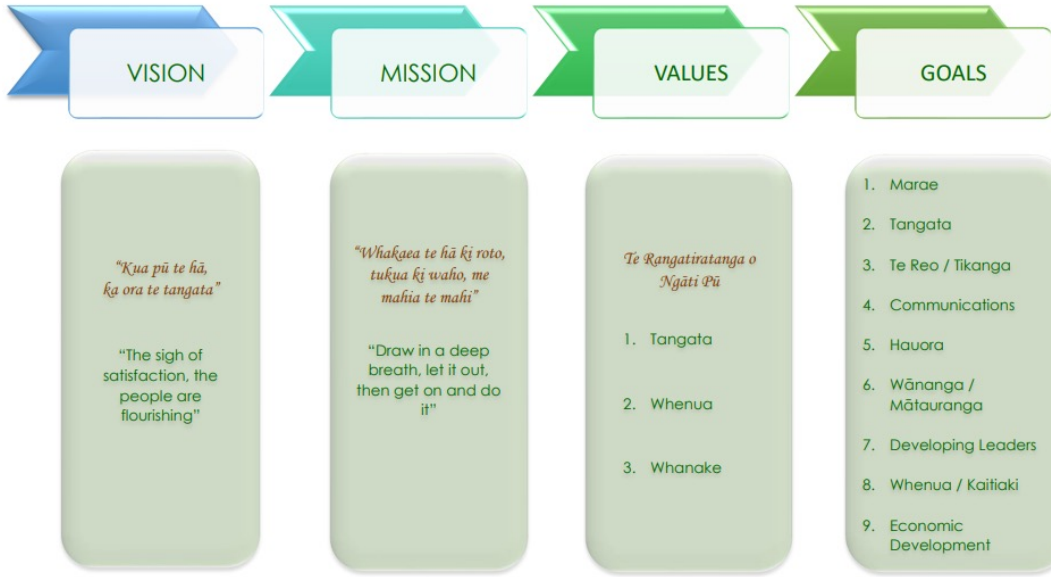 VISION
MISSION
VALUES
GOALS
“Kua pū te hā,
ka ora te tangata”
“The sigh of
satisfaction, the
people are
flourishing”
“Whakaea te hā ki roto,
tukua ki waho, me
mahia te mahi”
“Draw in a deep
breath, let it out,
then get on and do
it”
Te Rangatiratanga o
Ngāti Pū
1. Tangata
2. Whenua
3. Whanake
1. Marae
2. Tangata
3. Te Reo / Tikanga
4. Communications
5. Hauora
6. Wānanga /
Mātauranga
7. Developing Leaders
8. Whenua / Kaitiaki
9. Economic
Development